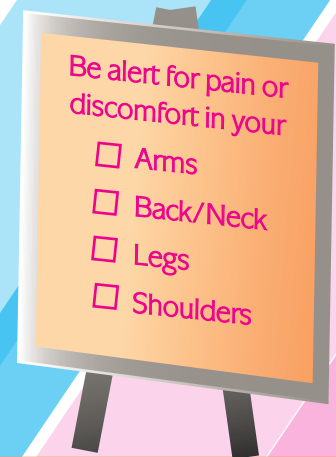 Be alert for pain or
discomfort in your
Arms
Back/Neck
Legs
Shoulders